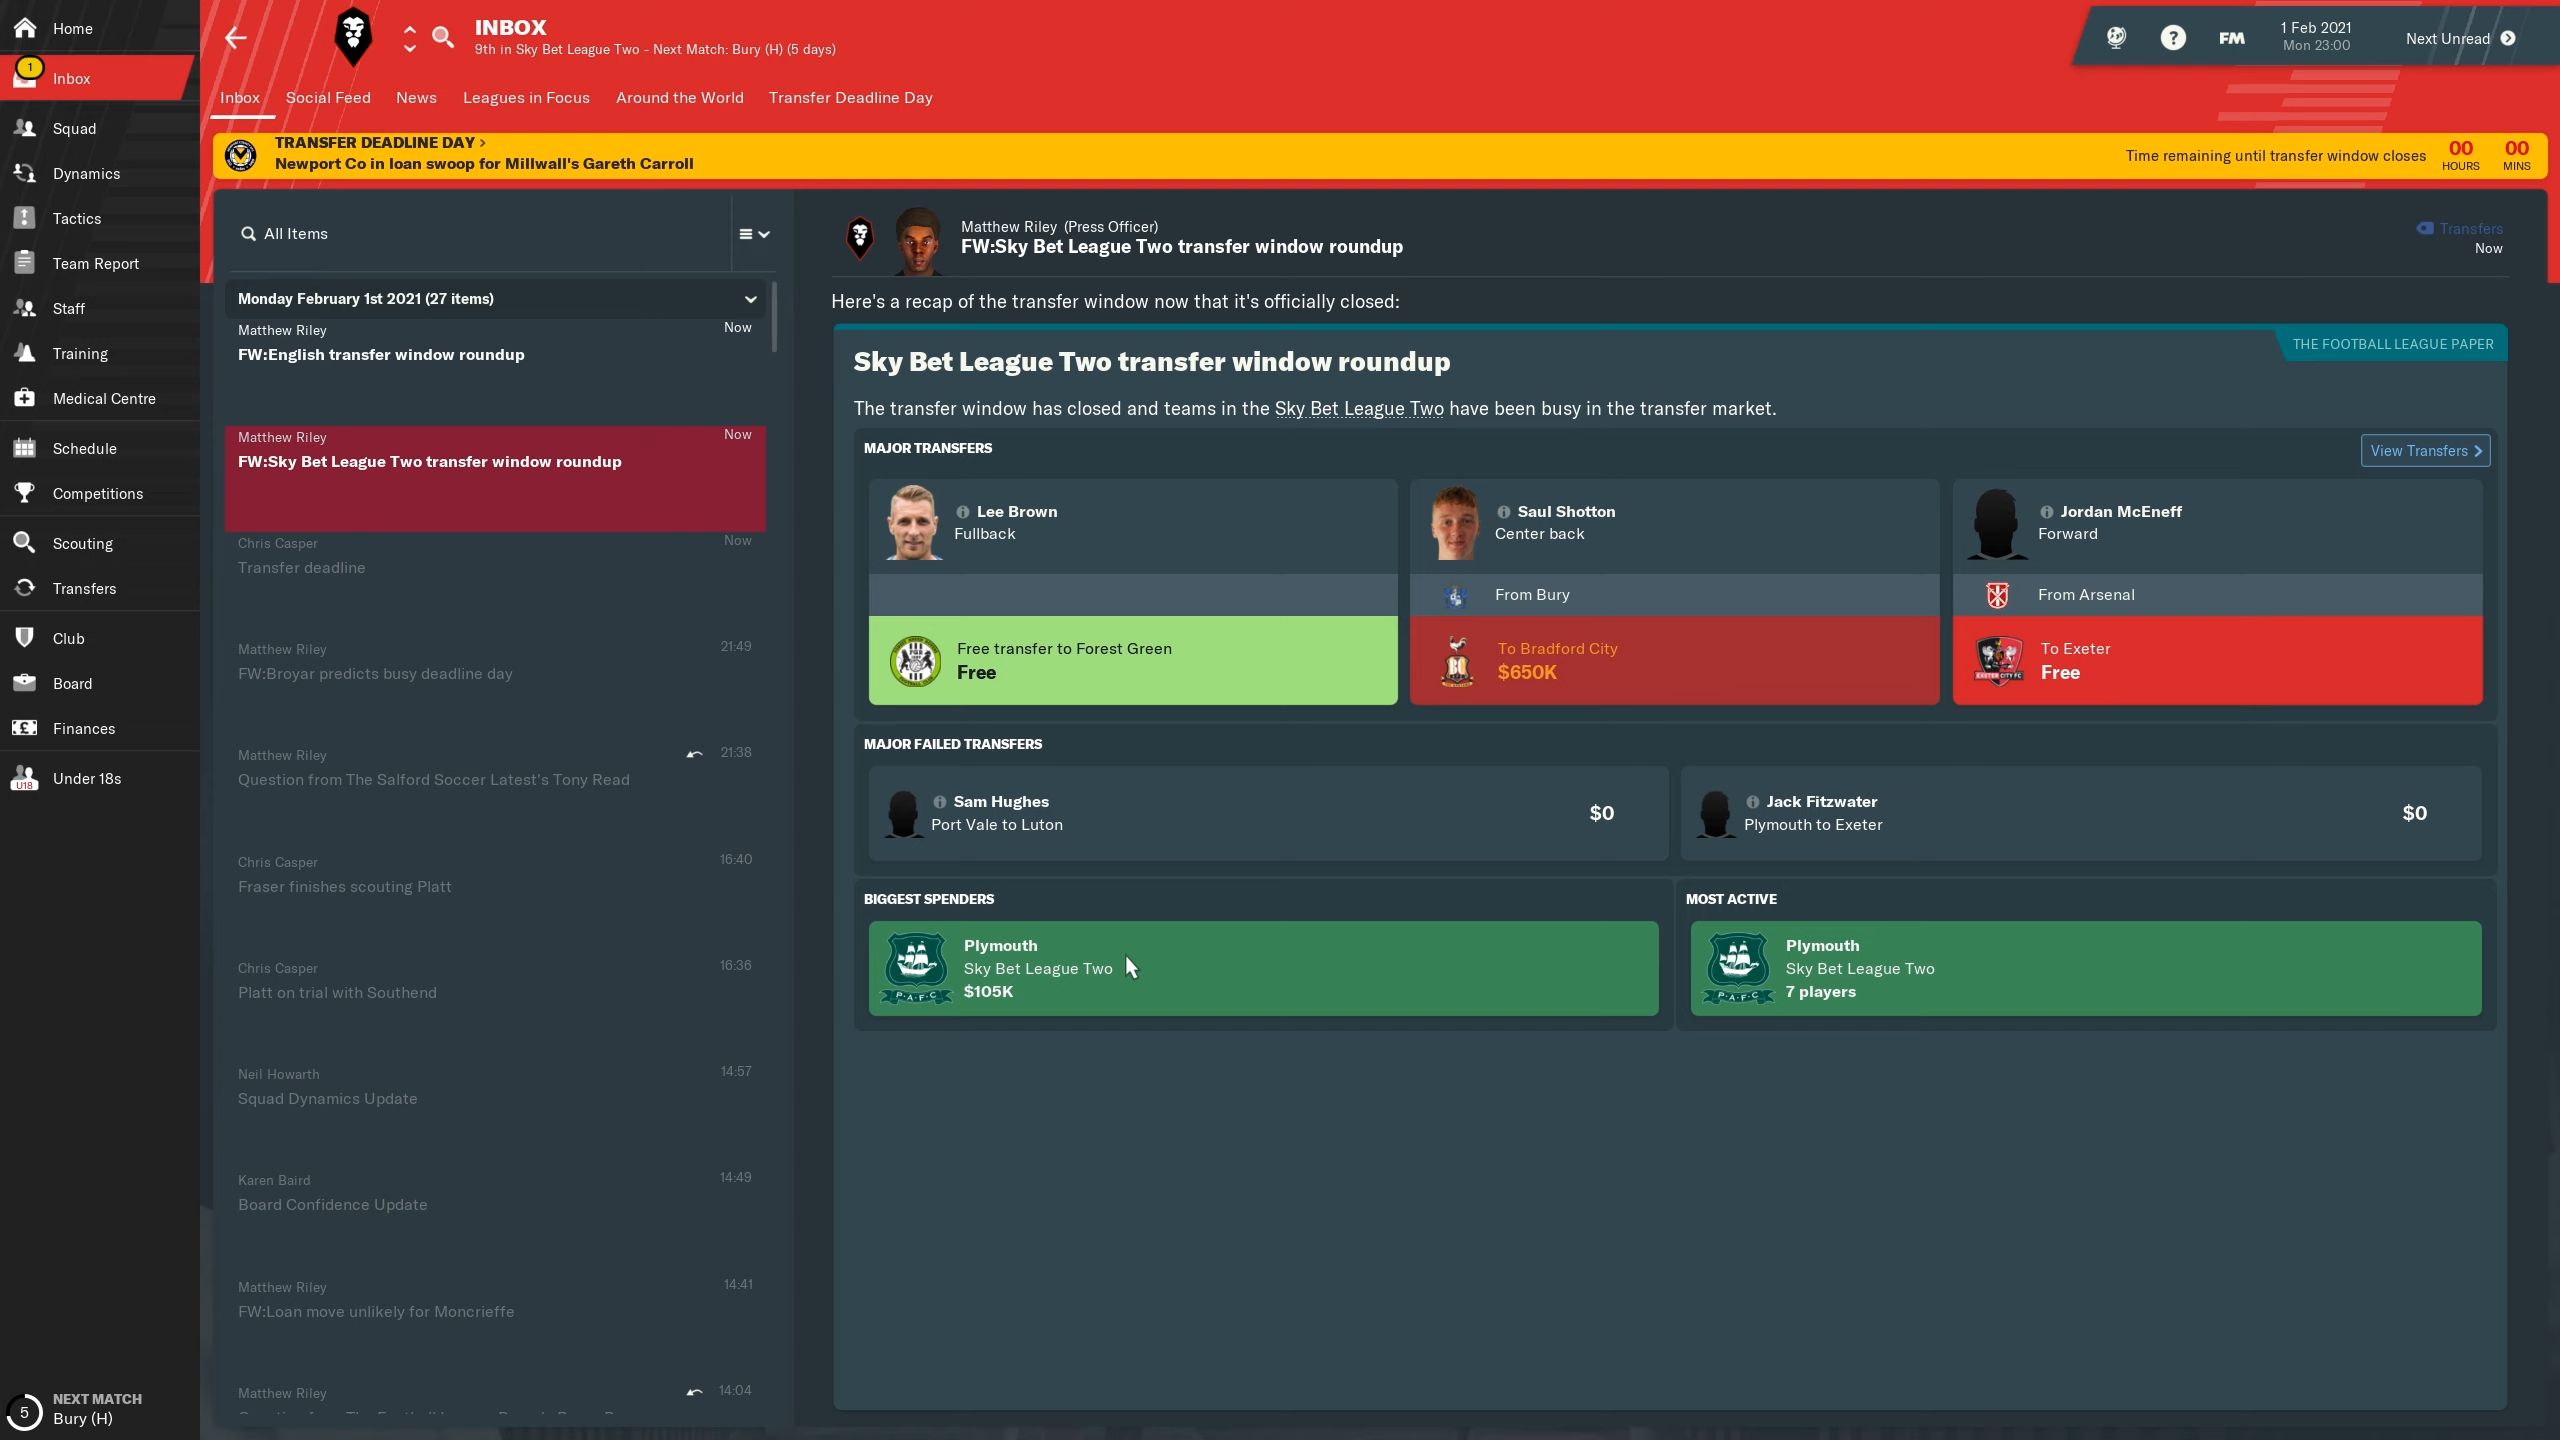 Home
1
Inbox
Squad
Dynamics
Tactics
Team Report
Staff
Training
Medical Centre
Schedule
Competitions
Scouting
Transfers
Club
Board
Finances
U18
Under 18s
5
NEXT MATCH
Bury (H)
INBOX
9th in Sky Bet League Two - Next Match: Bury (H) (5 days)
?
FM
1 Feb 2021
Mon 23:00
Next Unread
Inbox
Social Feed
News
Leagues in Focus
Around the World
Transfer Deadline Day
TRANSFER DEADLINE DAY >
Newport Co in loan swoop for Millwall's Gareth Carroll
Time remaining until transfer window closes
00
HOURS
00
MINS
All Items
Monday February 1st 2021 (27 items)
Matthew Riley
Now
FW:English transfer window roundup
Matthew Riley
Now
FW:Sky Bet League Two transfer window roundup
Chris Casper
Now
Transfer deadline
Matthew Riley
21:49
FW:Broyar predicts busy deadline day
Matthew Riley
21:38
Question from The Salford Soccer Latest's Tony Read
Chris Casper
16:40
Fraser finishes scouting Platt
Chris Casper
16:36
Platt on trial with Southend
Neil Howarth
14:57
Squad Dynamics Update
Karen Baird
14:49
Board Confidence Update
Matthew Riley
14:41
FW:Loan move unlikely for Moncrieffe
Matthew Riley
14:04
Matthew Riley (Press Officer)
FW:Sky Bet League Two transfer window roundup
Transfers
Now
Here's a recap of the transfer window now that it's officially closed:
THE FOOTBALL LEAGUE PAPER
Sky Bet League Two transfer window roundup
The transfer window has closed and teams in the Sky Bet League Two have been busy in the transfer market.
MAJOR TRANSFERS
View Transfers
Lee Brown
Fullback
Free transfer to Forest Green
Free
Saul Shotton
Center back
From Bury
To Bradford City
$650K
Jordan McEneff
Forward
From Arsenal
EXETER CITY FC
To Exeter
Free
MAJOR FAILED TRANSFERS
Sam Hughes
Port Vale to Luton
$0
Jack Fitzwater
Plymouth to Exeter
$0
BIGGEST SPENDERS
P.A.F.C
Plymouth
Sky Bet League Two
$105K
MOST ACTIVE
P.A.F.C
Plymouth
Sky Bet League Two
7 players